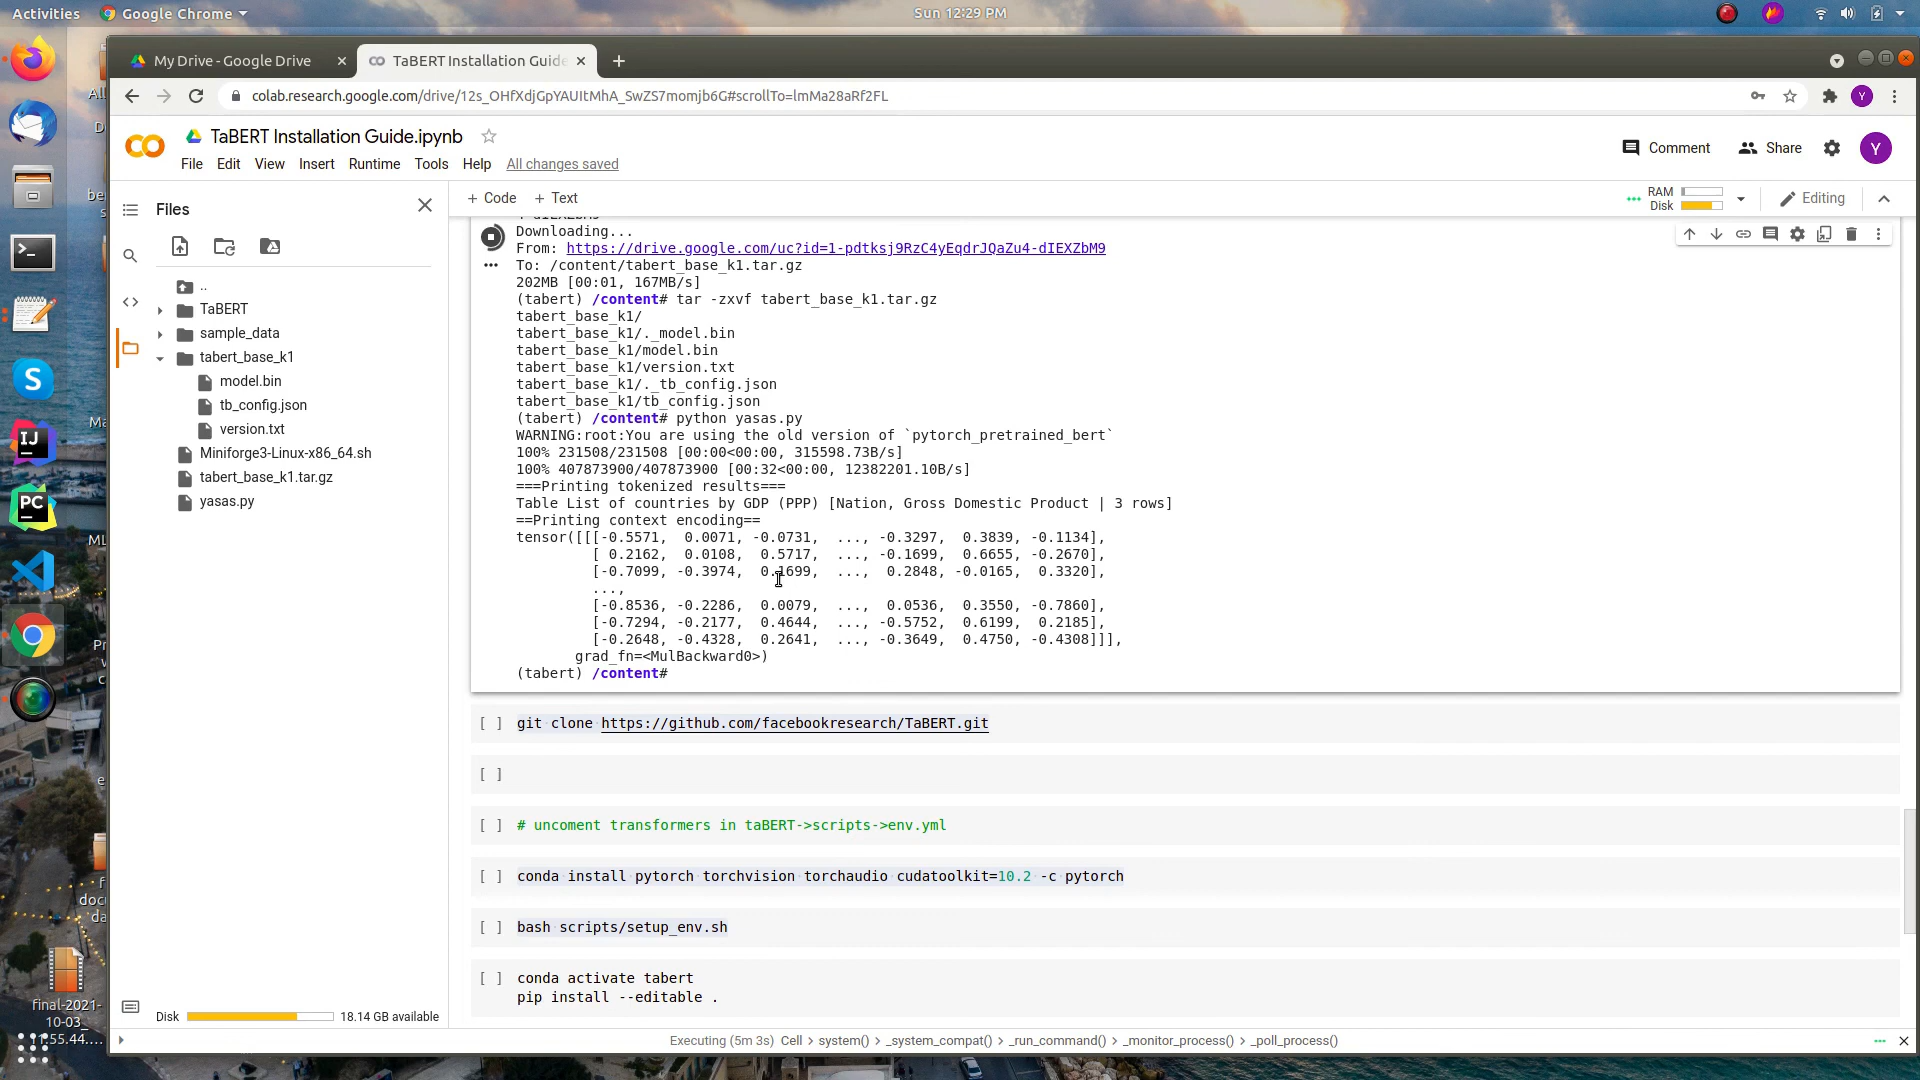 Activities
Google Chrome
Sun 12:29 PM
My Drive - Google Drive
TaBERT Installation Guide
colab.research.google.com/drive/12s_OHfXdjGpYAUItMhA_SwZS7momjb6G#scrollTo=lmMa28aRf2FL
TaBERT Installation Guide.ipynb
Comment
Share
Y
File Edit View Insert Runtime Tools Help All changes saved
Files
+ Code + Text
RAM
Disk
Editing
..
TaBERT
sample_data
tabert_base_k1
model.bin
tb_config.json
version.txt
Miniforge3-Linux-x86_64.sh
tabert_base_k1.tar.gz
yasas.py
Disk
18.14 GB available
Downloading...
From: https://drive.google.com/uc?id=1-pdtksj9RzC4yEqdrJQaZu4-dIEXZbM9
To: /content/tabert_base_k1.tar.gz
202MB [00:01, 167MB/s]
(tabert) /content# tar -zxvf tabert_base_k1.tar.gz
tabert_base_k1/
tabert_base_k1/._model.bin
tabert_base_k1/model.bin
tabert_base_k1/version.txt
tabert_base_k1/._tb_config.json
tabert_base_k1/tb_config.json
(tabert) /content# python yasas.py
WARNING:root:You are using the old version of `pytorch_pretrained_bert`
100% 231508/231508 [00:00<00:00, 315598.73B/s]
100% 407873900/407873900 [00:32<00:00, 12382201.10B/s]
===Printing tokenized results===
Table List of countries by GDP (PPP) [Nation, Gross Domestic Product | 3 rows]
==Printing context encoding==
tensor([[[-0.5571, 0.0071, -0.0731, ..., -0.3297, 0.3839, -0.1134],
[ 0.2162, 0.0108, 0.5717, ..., -0.1699, 0.6655, -0.2670],
[-0.7099, -0.3974, 0.1699, ..., 0.2848, -0.0165, 0.3320],
...,
[-0.8536, -0.2286, 0.0079, ..., 0.0536, 0.3550, -0.7860],
[-0.7294, -0.2177, 0.4644, ..., -0.5752, 0.6199, 0.2185],
[-0.2648, -0.4328, 0.2641, ..., -0.3649, 0.4750, -0.4308]]],
grad_fn=<MulBackward0>)
(tabert) /content#
[ ] git clone https://github.com/facebookresearch/TaBERT.git
[ ]
[ ] # uncoment transformers in taBERT->scripts->env.yml
[ ] conda install pytorch torchvision torchaudio cudatoolkit=10.2 -c pytorch
[ ] bash scripts/setup_env.sh
[ ] conda activate tabert
pip install --editable .
Executing (5m 3s) Cell > system() > _system_compat() > _run_command() > _monitor_process() > _poll_process()
final-2021-
10-03_
11.55.44....